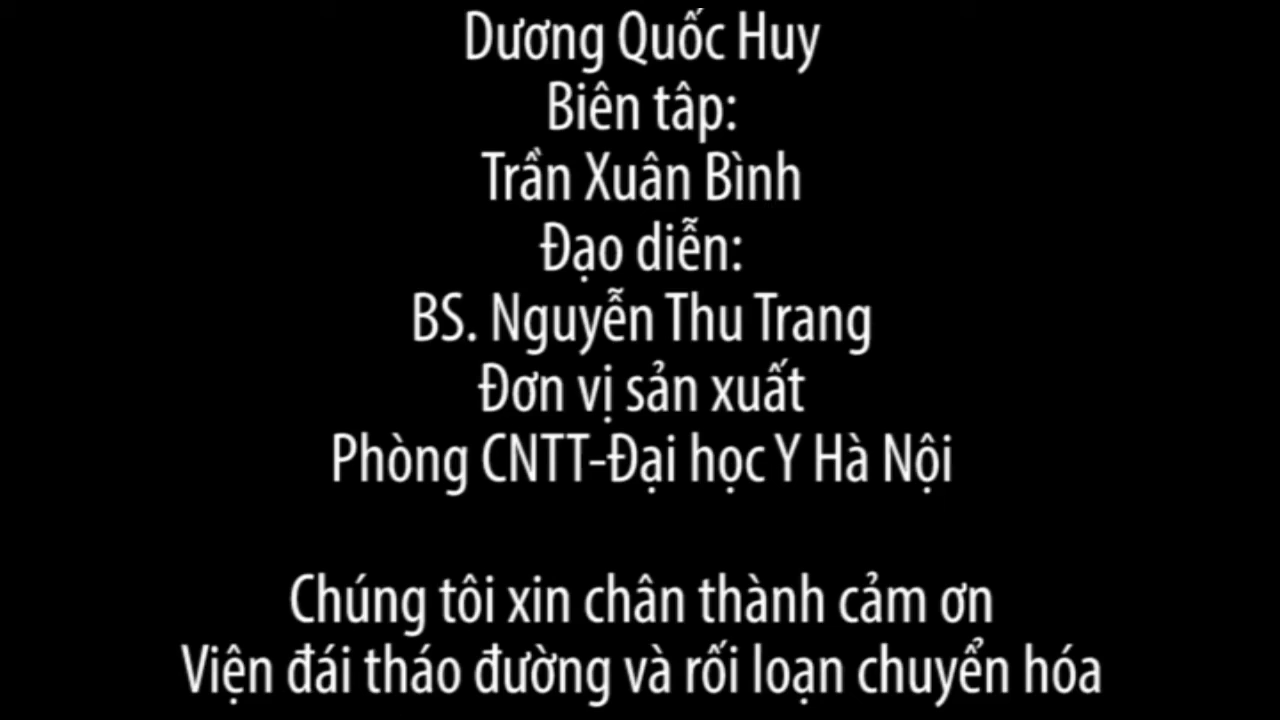 Dương Quốc Huy
Biên tâp:
Trần Xuân Bình
Đạo diễn:
BS. Nguyễn Thu Trang
Đơn vị sản xuất
Phòng CNTT-Đại học Y Hà Nội
Chúng tôi xin chân thành cảm ơn
Viện đái tháo đường và rối loạn chuyển hóa